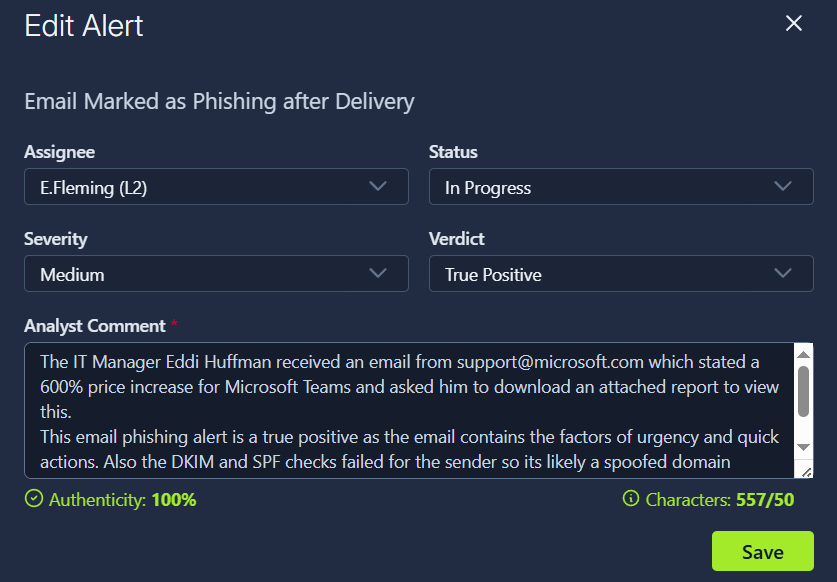 Edit Alert
Email Marked as Phishing after Delivery
Assignee
Status
E.Fleming (L2)
In Progress
Severity
Verdict
Medium
True Positive
Analyst Comment *
The IT Manager Eddi Huffman received an email from support@microsoft.com which stated a
600% price increase for Microsoft Teams and asked him to download an attached report to view
this.
This email phishing alert is a true positive as the email contains the factors of urgency and quick
actions. Also the DKIM and SPF checks failed for the sender so its likely a spoofed domain
Authenticity: 100%
Characters: 557/50
Save